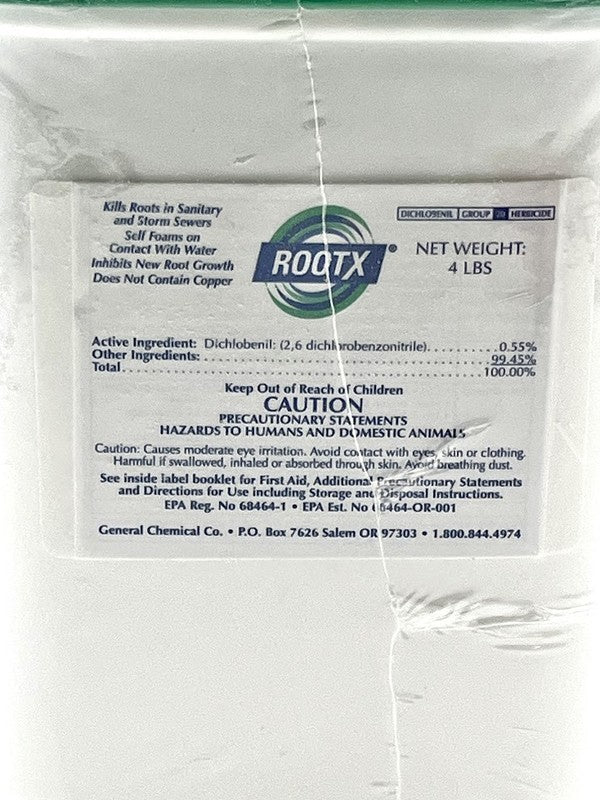 Kills Roots in Sanitary
and Storm Sewers
Self Foams on
Contact With Water
Inhibits New Root Growth
Does Not Contain Copper
ROOTX®
DICHLOBENIL GROUP 20 HERBICIDE
NET WEIGHT:
4 LBS
Active Ingredient: Dichlobenil: (2,6 dichlorobenzonitrile)..............0.55%
Other Ingredients:..............99.45%
Total..............100.00%
Keep Out of Reach of Children
CAUTION
PRECAUTIONARY STATEMENTS
HAZARDS TO HUMANS AND DOMESTIC ANIMALS
Caution: Causes moderate eye irritation. Avoid contact with eyes, skin or clothing.
Harmful if swallowed, inhaled or absorbed through skin. Avoid breathing dust.
See inside label booklet for First Aid, Additional Precautionary Statements
and Directions for Use including Storage and Disposal Instructions.
EPA Reg. No 68464-1 • EPA Est. No 68464-OR-001
General Chemical Co. • P.O. Box 7626 Salem OR 97303 • 1.800.844.4974